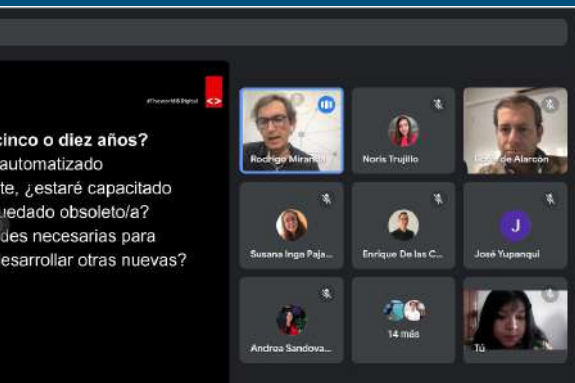 #TheworldisDigital
<>
cinco o diez años?
automatizado
te, ¿estaré capacitado
uedado obsoleto/a?
des necesarias para
esarrollar otras nuevas?
Rodrigo Miranda
Noris Trujillo
de Alarcón
Susana Inga Paja...
Enrique De las C...
J
José Yupanqui
Andrea Sandova...
14 más
Tú